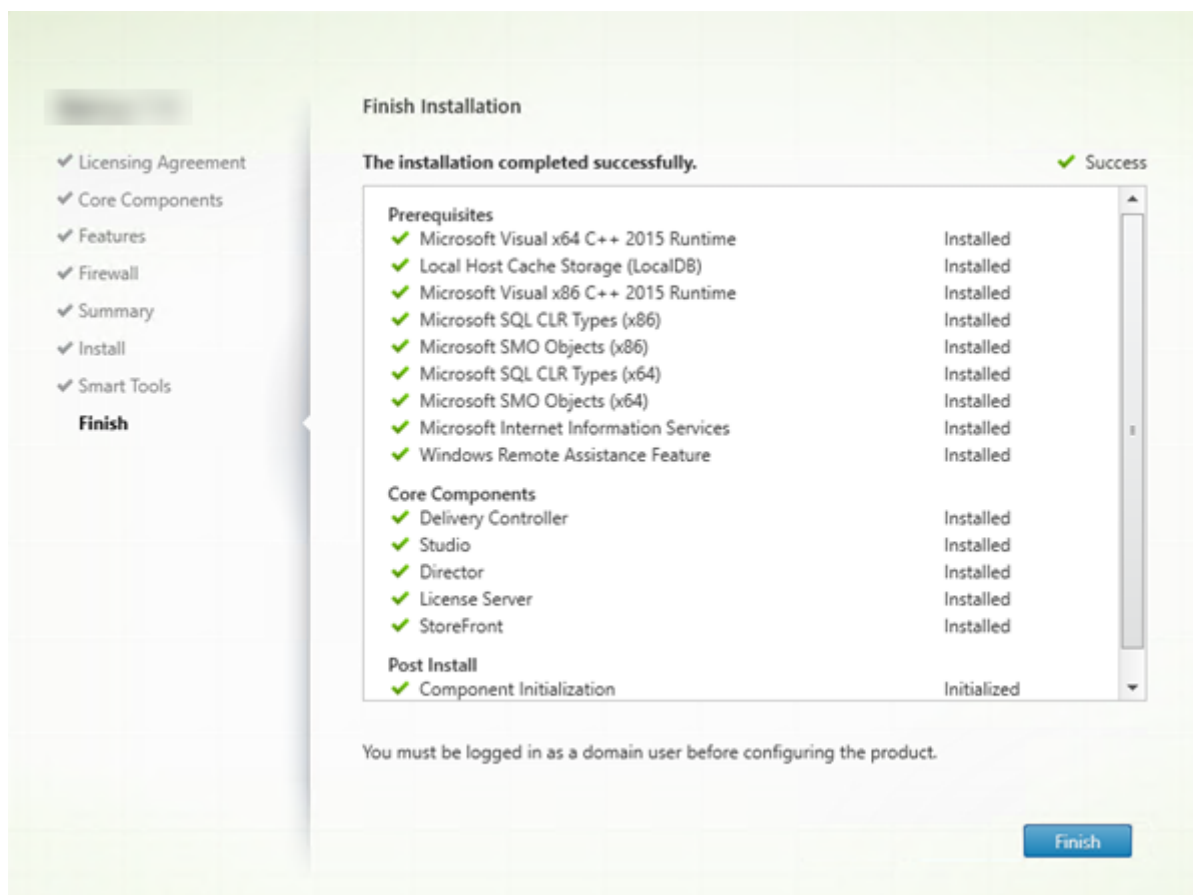 Licensing Agreement
Core Components
Features
Firewall
Summary
Install
Smart Tools
Finish
Finish Installation
The installation completed successfully. Success
Prerequisites
Microsoft Visual x64 C++ 2015 Runtime Installed
Local Host Cache Storage (LocalDB) Installed
Microsoft Visual x86 C++ 2015 Runtime Installed
Microsoft SQL CLR Types (x86) Installed
Microsoft SMO Objects (x86) Installed
Microsoft SQL CLR Types (x64) Installed
Microsoft SMO Objects (x64) Installed
Microsoft Internet Information Services Installed
Windows Remote Assistance Feature Installed
Core Components
Delivery Controller Installed
Studio Installed
Director Installed
License Server Installed
StoreFront Installed
Post Install
Component Initialization Initialized
You must be logged in as a domain user before configuring the product.
Finish